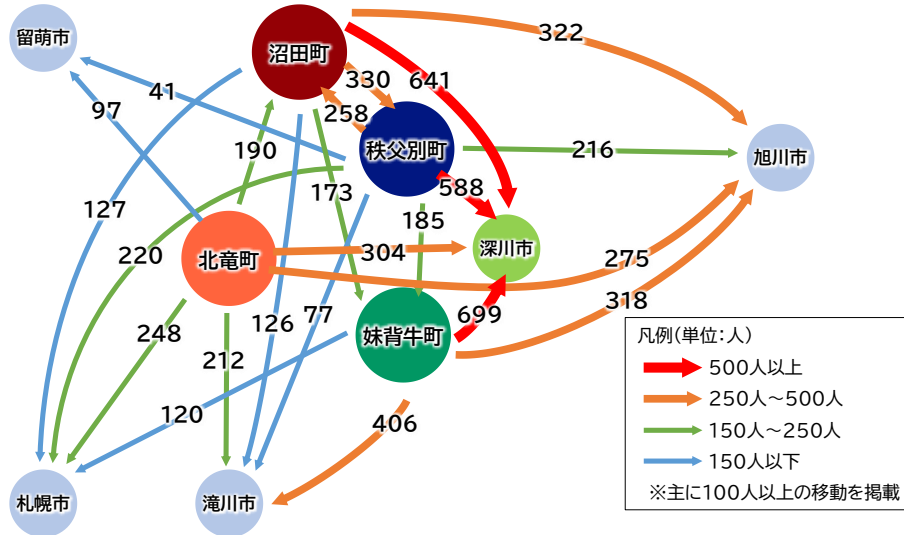 322
留萌市
沼田町
330
641
41
97
258
190
秩父別町
216
旭川市
173
588
127
185
220
深川市
304
北竜町
275
318
699
126
77
248
妹背牛町
212
120
406
札幌市
滝川市
凡例(単位:人)
500人以上
250人～500人
150人～250人
150人以下
※主に100人以上の移動を掲載